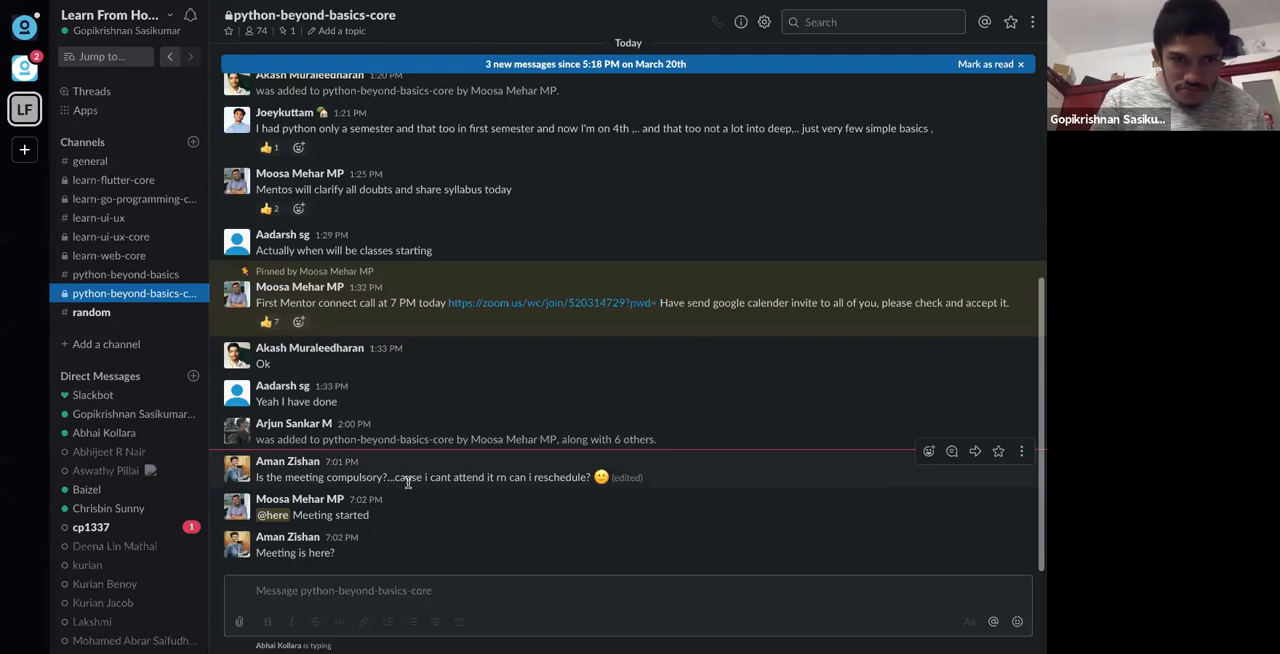 Learn From Ho...
Gopikrishnan Sasikumar
Jump to...
2
LF
Threads
Apps
Channels
# general
learn-flutter-core
learn-go-programming-c...
# learn-ui-ux
learn-ui-ux-core
learn-web-core
python-beyond-basics
python-beyond-basics-c...
# random
+ Add a channel
Direct Messages
Slackbot
Gopikrishnan Sasikumar...
Abhai Kollara
Abhijeet R Nair
Aswathy Pillai
Baizel
Chrisbin Sunny
cp1337 1
Deena Lin Mathai
kurian
Kurian Benoy
Kurian Jacob
Lakshmi
Mohamed Abrar Saifudh...
python-beyond-basics-core
74 | 1 | Add a topic
Search
Today
3 new messages since 5:18 PM on March 20th
Mark as read ×
Akash Muraleedharan 1:20 PM
was added to python-beyond-basics-core by Moosa Mehar MP.
Joeykuttam 1:21 PM
I had python only a semester and that too in first semester and now I'm on 4th ,.. and that too not a lot into deep,.. just very few simple basics ,
1
Moosa Mehar MP 1:25 PM
Mentos will clarify all doubts and share syllabus today
2
Aadarsh sg 1:29 PM
Actually when will be classes starting
Pinned by Moosa Mehar MP
Moosa Mehar MP 1:32 PM
First Mentor connect call at 7 PM today https://zoom.us/wc/join/520314729?pwd= Have send google calender invite to all of you, please check and accept it.
7
Akash Muraleedharan 1:33 PM
Ok
Aadarsh sg 1:33 PM
Yeah I have done
Arjun Sankar M 2:00 PM
was added to python-beyond-basics-core by Moosa Mehar MP, along with 6 others.
Aman Zishan 7:01 PM
Is the meeting compulsory?...cause i cant attend it rn can i reschedule? (edited)
Moosa Mehar MP 7:02 PM
@here Meeting started
Aman Zishan 7:02 PM
Meeting is here?
Message python-beyond-basics-core
B I S Aa @
Abhai Kollara is typing
Gopikrishnan Sasiku...